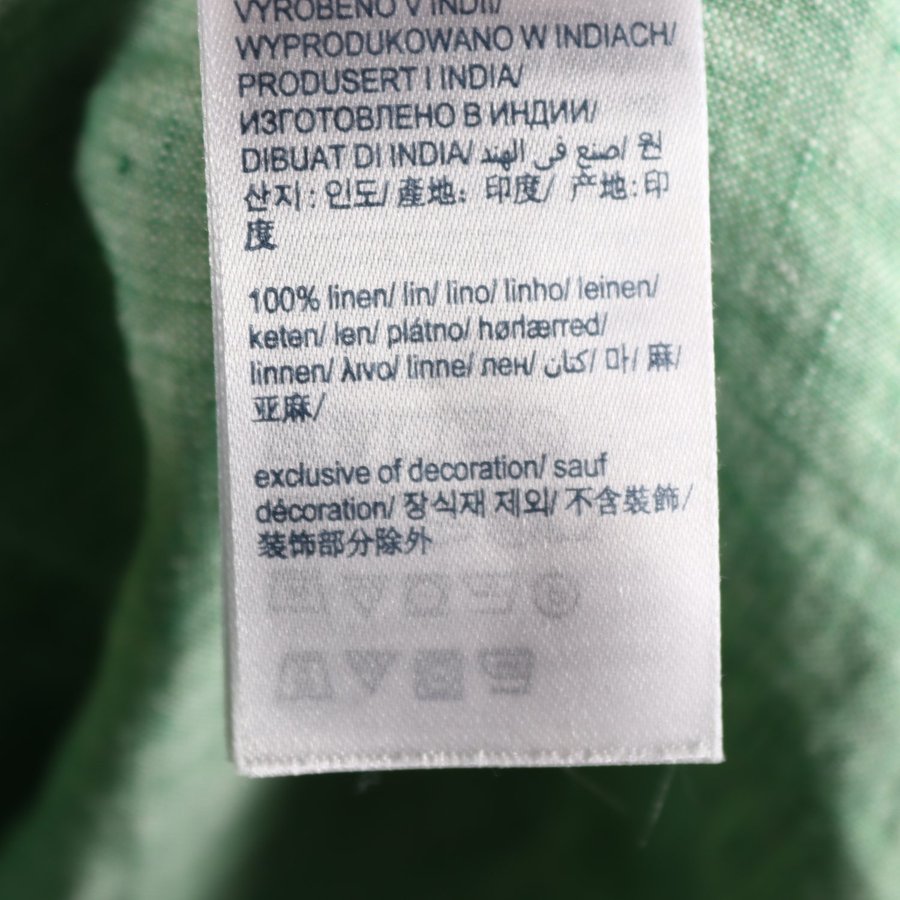 VYROBENO V INDII/
WYPRODUKOWANO W INDIACH/
PRODUSERT I INDIA/
ИЗГОТОВЛЕНО В ИНДИИ/
DIBUAT DI INDIA/ صنع في الهند/ 원
산지 : 인도/ 產地: 印度/ 产地: 印
度
100% linen/ lin/ lino/ linho/ leinen/
keten/ len/ plátno/ hørlærred/
linnen/ λινο/ linne/ лен/ كتان/ 마/ 麻/
亚麻/
exclusive of decoration/ sauf
décoration/ 장식재 제외/ 不含裝飾/
装饰部分除外